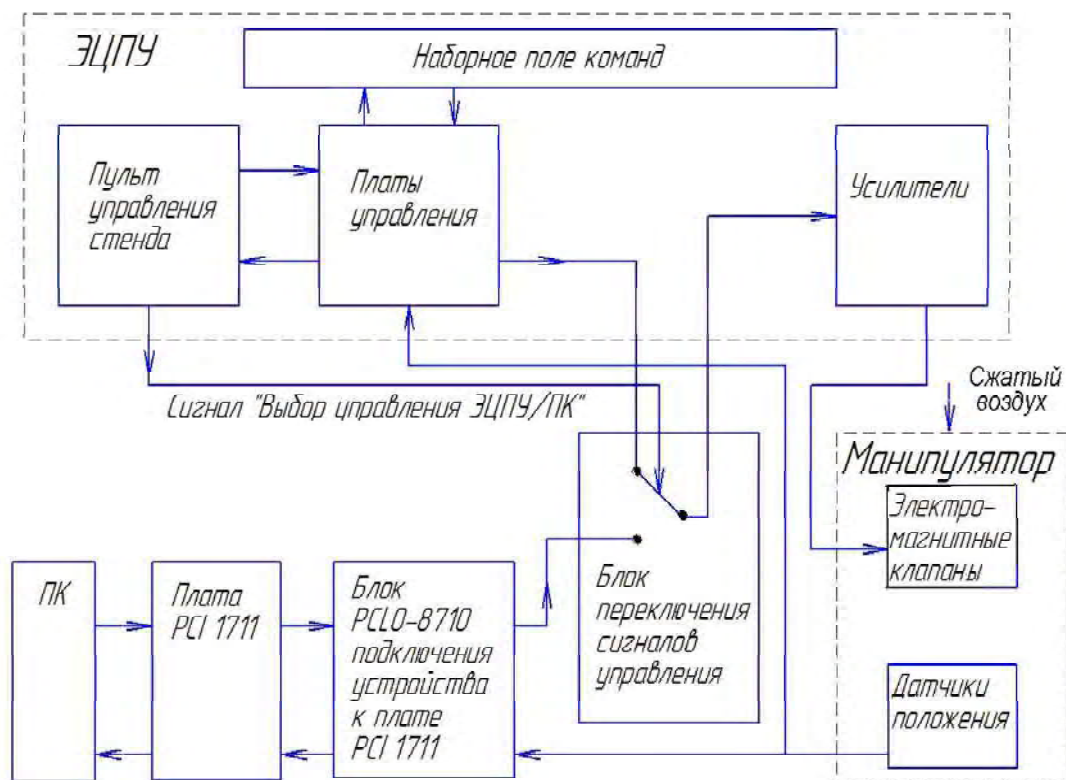 ЭЦПУ
Наборное поле команд
Пульт
управления
стенда
Платы
управления
Усилители
Сигнал "Выбор управления ЭЦПУ/ПК"
Сжатый
воздух
Манипулятор
Электро-
магнитные
клапаны
Датчики
положения
ПК
Плата
PCI 1711
Блок
PCLD-8710
подключения
устройства
к плате
PCI 1711
Блок
переключения
сигналов
управления